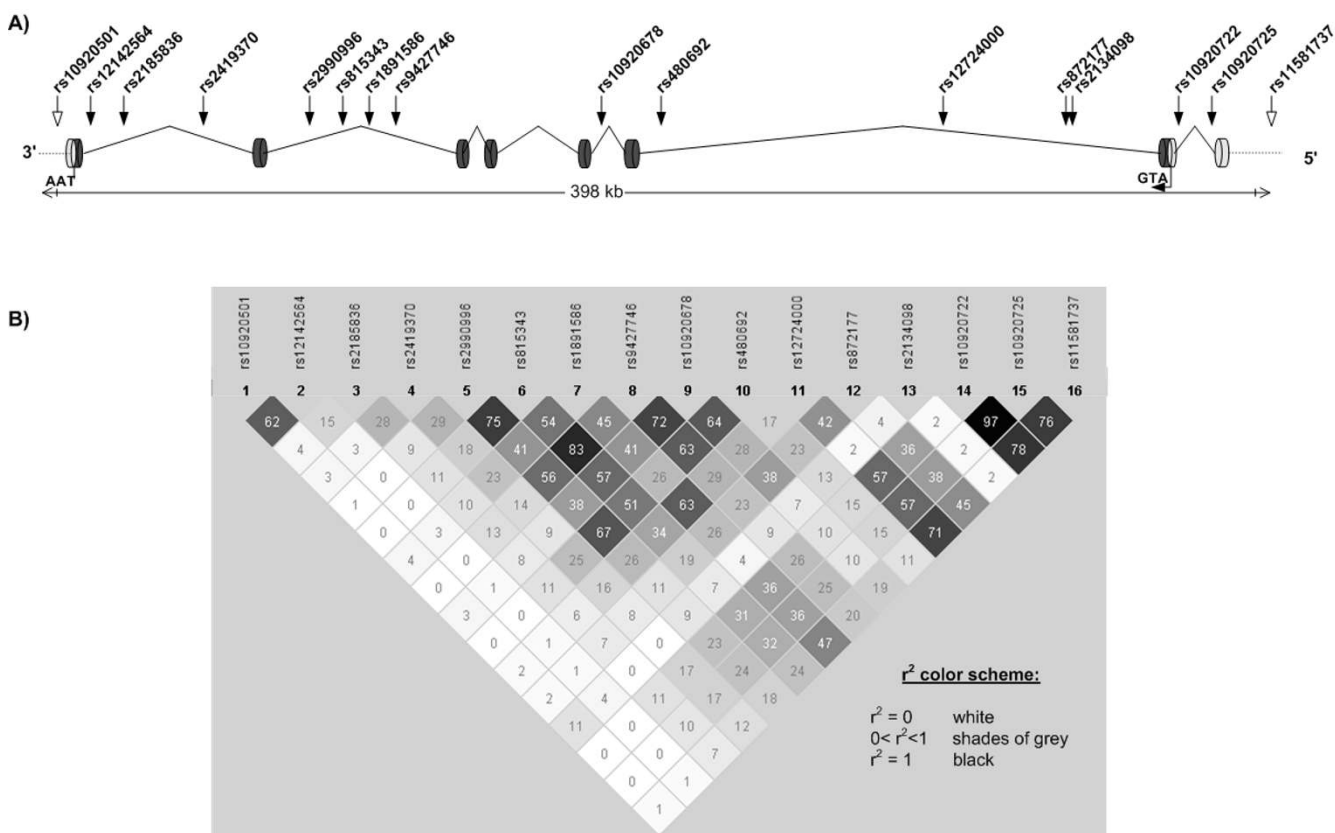 A)
rs10920501 rs12142564 rs2185836 rs2419370 rs2990996 rs815343 rs1891586 rs9427746 rs10920678 rs480692 rs12724000 rs872177 rs2134098 rs10920722 rs10920725 rs11581737
3' 5'
AAT GTA
398 kb
B)
rs10920501 rs12142564 rs2185836 rs2419370 rs2990996 rs815343 rs1891586 rs9427746 rs10920678 rs480692 rs12724000 rs872177 rs2134098 rs10920722 rs10920725 rs11581737
1 2 3 4 5 6 7 8 9 10 11 12 13 14 15 16
62 15 28 29 75 54 45 72 64 17 42 4 2 97 76
4 3 9 18 41 83 41 63 28 23 2 36 2 78
3 0 11 23 56 57 26 29 38 13 57 38 2
1 0 10 14 38 51 63 23 7 15 57 45
0 3 13 9 67 34 26 9 10 15 71
4 0 8 25 26 19 4 26 10 11
0 1 11 16 11 7 36 25 19
3 0 6 8 9 31 36 20
0 1 7 0 23 32 47
2 1 0 17 24 24
2 4 11 17 18
11 0 10 12
0 0 7
0 1
1
r² color scheme:
r² = 0 white
0< r²<1 shades of grey
r² = 1 black